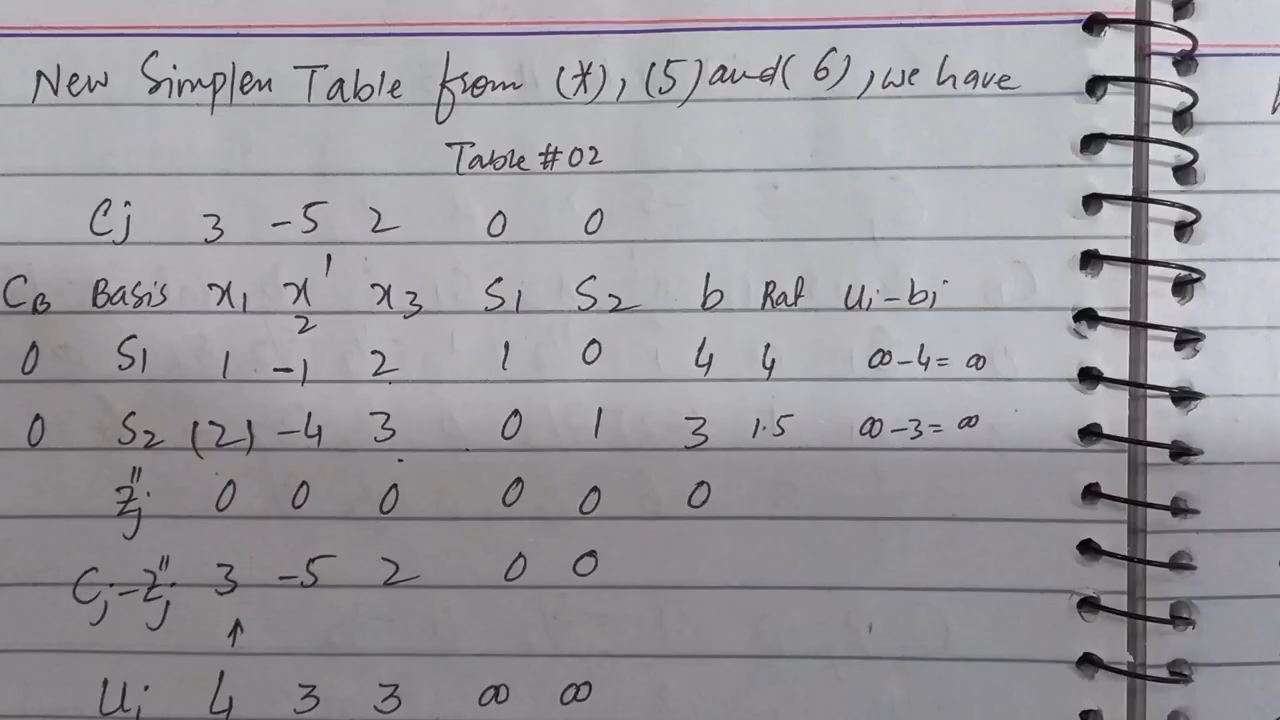 New Simplex Table from (*), (5) and (6), we have
Table # 02
Cj 3 -5 2 0 0
CB Basis x1 x2' x3 S1 S2 b Rat ui-bi
0 S1 1 -1 2 1 0 4 4 ∞-4=∞
0 S2 (2) -4 3 0 1 3 1.5 ∞-3=∞
Zj" 0 0 0 0 0 0
Cj-Zj" 3 -5 2 0 0
↑
Uj 4 3 3 ∞ ∞